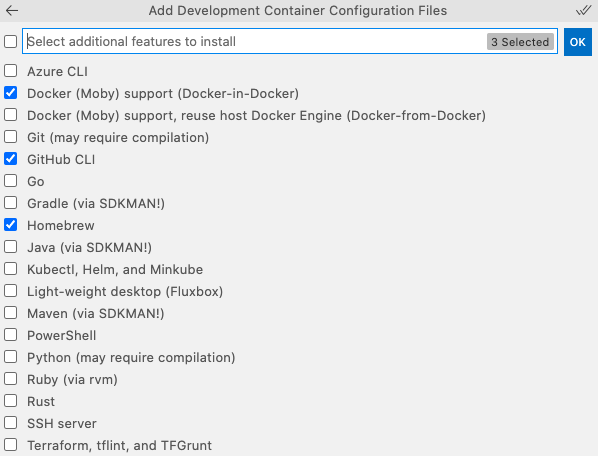 Add Development Container Configuration Files
Select additional features to install 3 Selected OK
Azure CLI
Docker (Moby) support (Docker-in-Docker)
Docker (Moby) support, reuse host Docker Engine (Docker-from-Docker)
Git (may require compilation)
GitHub CLI
Go
Gradle (via SDKMAN!)
Homebrew
Java (via SDKMAN!)
Kubectl, Helm, and Minkube
Light-weight desktop (Fluxbox)
Maven (via SDKMAN!)
PowerShell
Python (may require compilation)
Ruby (via rvm)
Rust
SSH server
Terraform, tflint, and TFGrunt